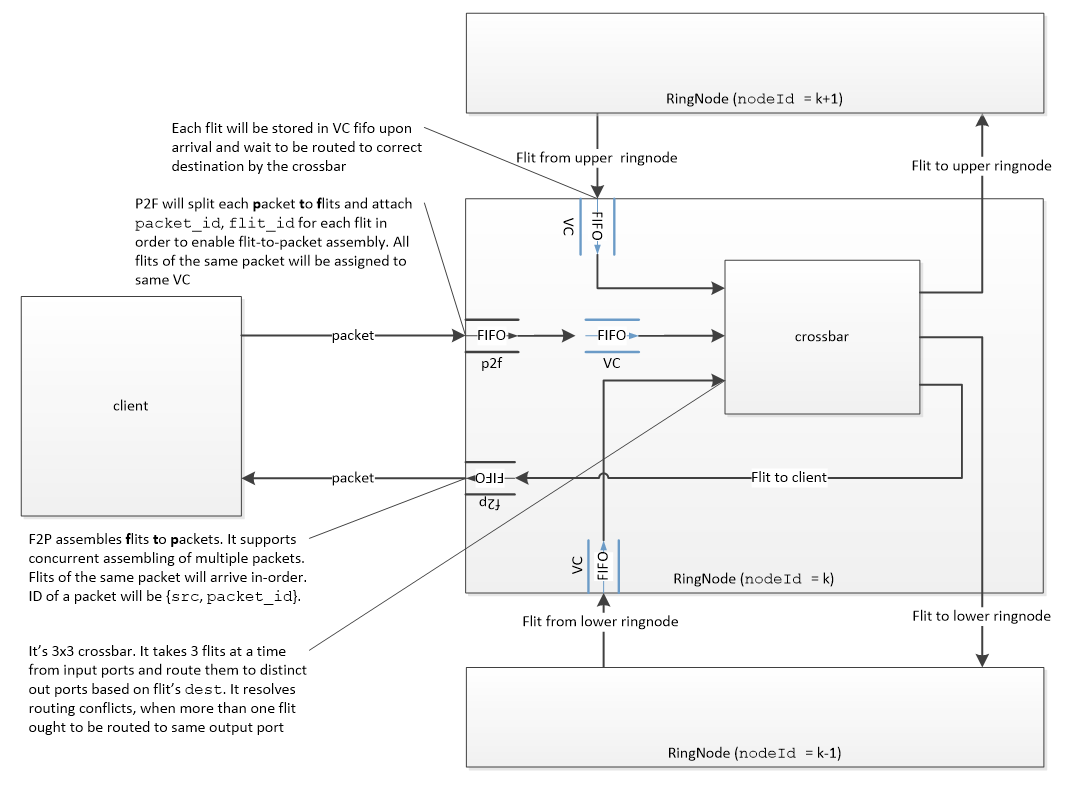 RingNode (nodeId = k+1)
Each flit will be stored in VC fifo upon
arrival and wait to be routed to correct
destination by the crossbar
Flit from upper ringnode
Flit to upper ringnode
P2F will split each packet to flits and attach
packet_id, flit_id for each flit in
order to enable flit-to-packet assembly. All
flits of the same packet will be assigned to
same VC
VC
FIFO
packet
FIFO
p2f
FIFO
VC
crossbar
client
packet
FIFO
f2p
Flit to client
F2P assembles flits to packets. It supports
concurrent assembling of multiple packets.
Flits of the same packet will arrive in-order.
ID of a packet will be {src, packet_id}.
VC
FIFO
RingNode (nodeId = k)
Flit from lower ringnode
Flit to lower ringnode
It's 3x3 crossbar. It takes 3 flits at a time
from input ports and route them to distinct
out ports based on flit's dest. It resolves
routing conflicts, when more than one flit
ought to be routed to same output port
RingNode (nodeId = k-1)